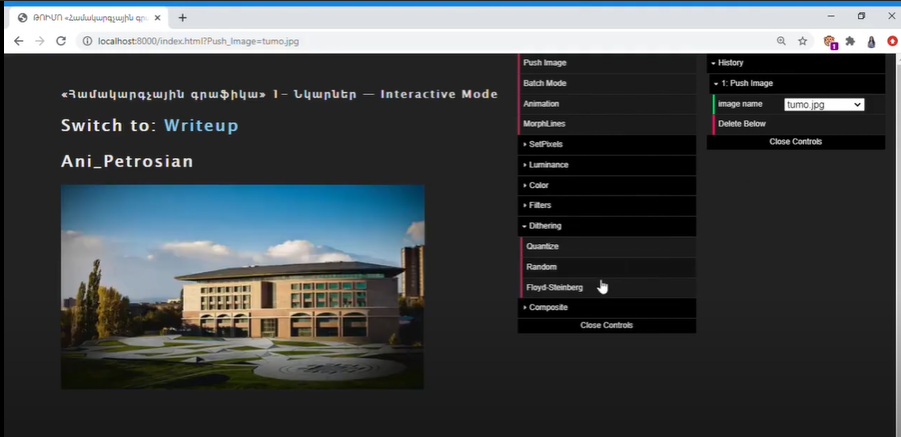 ԹՈՒՄՈ «Համակարգչային գր
localhost:8000/index.html?Push_Image=tumo.jpg
1
«Համակարգչային գրաֆիկա» 1- Նկարներ — Interactive Mode
Switch to: Writeup
Ani_Petrosian
Push Image
Batch Mode
Animation
MorphLines
SetPixels
Luminance
Color
Filters
Dithering
Quantize
Random
Floyd-Steinberg
Composite
Close Controls
History
1: Push Image
image name tumo.jpg
Delete Below
Close Controls